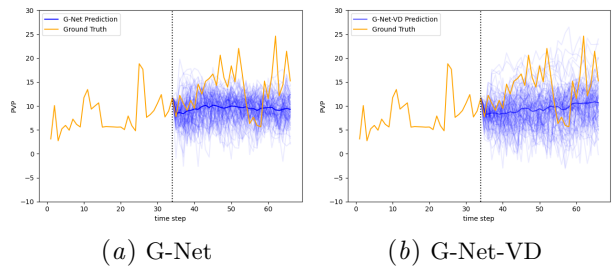 G-Net Prediction
Ground Truth
30
25
20
15
10
5
0
−5
−10
PVP
0 10 20 30 40 50 60
time step
(a) G-Net
G-Net-VD Prediction
Ground Truth
30
25
20
15
10
5
0
−5
−10
PVP
0 10 20 30 40 50 60
time step
(b) G-Net-VD